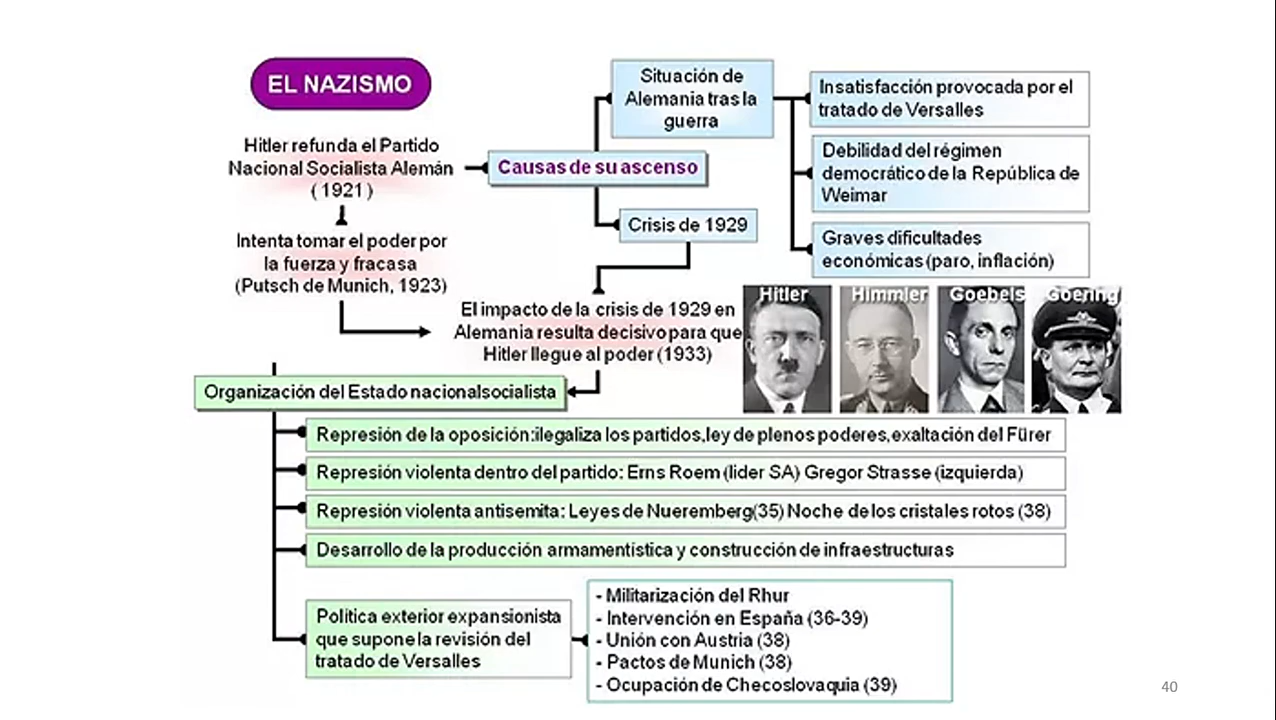 EL NAZISMO
Hitler refunda el Partido
Nacional Socialista Alemán
( 1921 )
Intenta tomar el poder por
la fuerza y fracasa
(Putsch de Munich, 1923)
Causas de su ascenso
Situación de
Alemania tras la
guerra
Insatisfacción provocada por el
tratado de Versalles
Debilidad del régimen
democrático de la República de
Weimar
Graves dificultades
económicas (paro, inflación)
Crisis de 1929
El impacto de la crisis de 1929 en
Alemania resulta decisivo para que
Hitler llegue al poder (1933)
Hitler
Himmler
Goebels
Goering
Organización del Estado nacionalsocialista
Represión de la oposición:ilegaliza los partidos,ley de plenos poderes,exaltación del Fürer
Represión violenta dentro del partido: Erns Roem (lider SA) Gregor Strasse (izquierda)
Represión violenta antisemita: Leyes de Nueremberg(35) Noche de los cristales rotos (38)
Desarrollo de la producción armamentística y construcción de infraestructuras
Política exterior expansionista
que supone la revisión del
tratado de Versalles
- Militarización del Rhur
- Intervención en España (36-39)
- Unión con Austria (38)
- Pactos de Munich (38)
- Ocupación de Checoslovaquia (39)
40